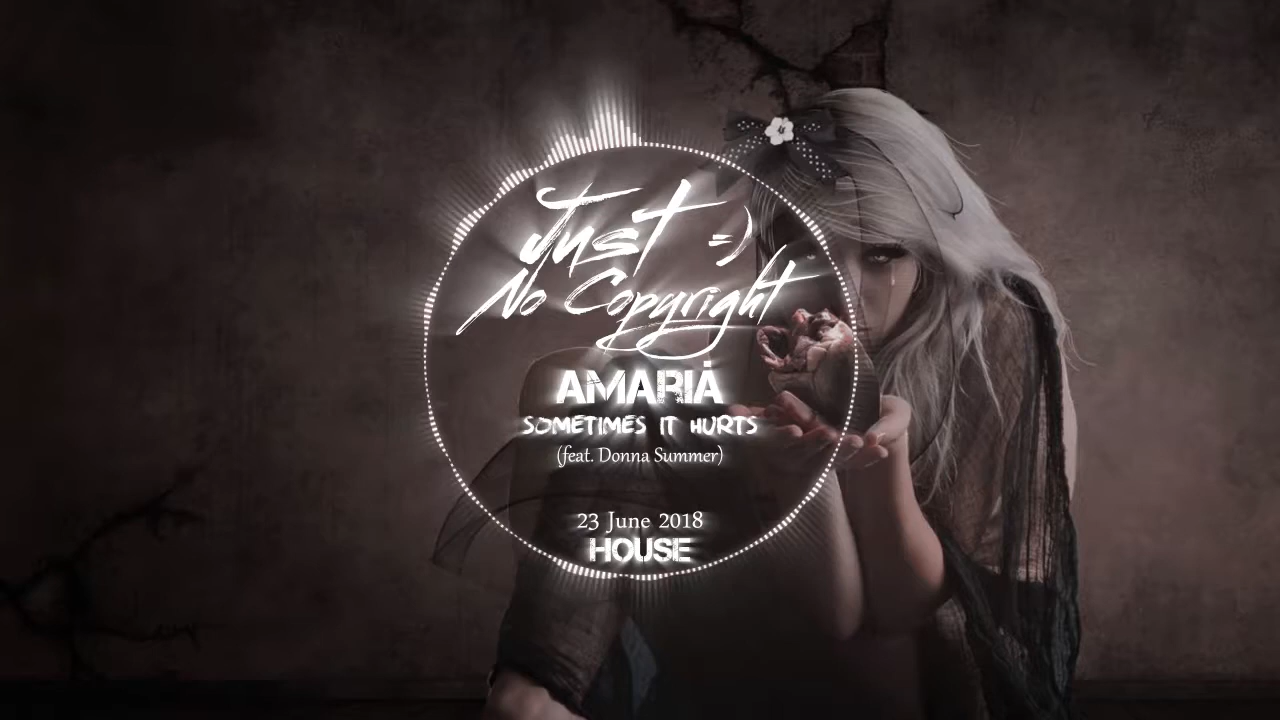 Just =)
No Copyright
AMARIÀ
SOMETIMES IT HURTS
(feat. Donna Summer)
23 June 2018
HOUSE